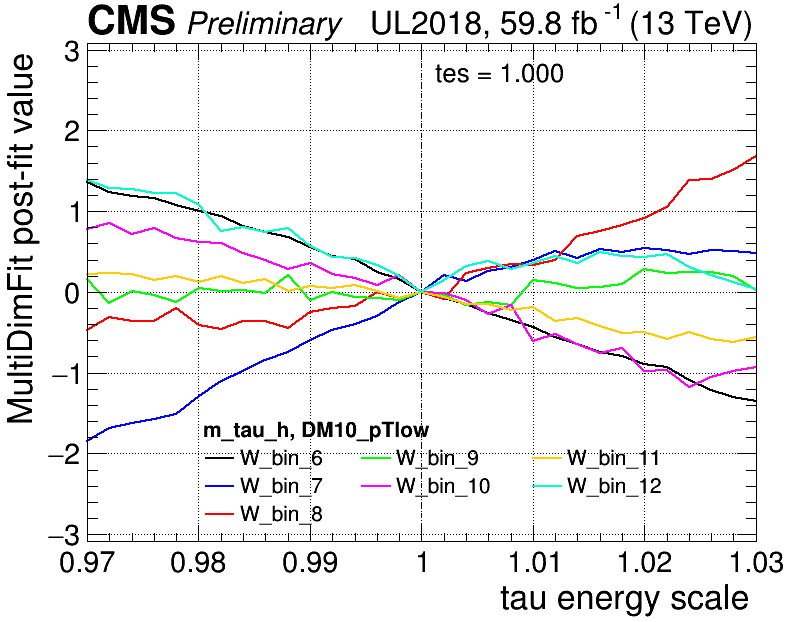 CMS Preliminary UL2018, 59.8 fb⁻¹ (13 TeV)
MultiDimFit post-fit value
3
2
1
0
−1
−2
−3
tes = 1.000
m_tau_h, DM10_pTlow
W_bin_6 W_bin_9 W_bin_11
W_bin_7 W_bin_10 W_bin_12
W_bin_8
0.97 0.98 0.99 1 1.01 1.02 1.03
tau energy scale